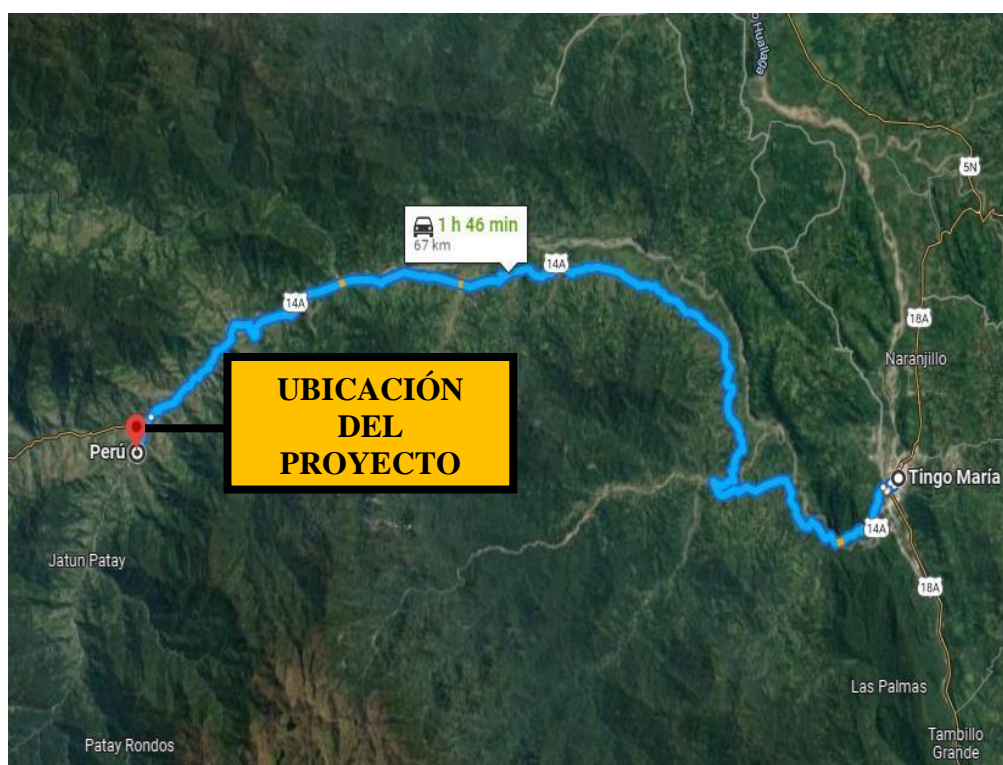 Huallaga
5N
1 h 46 min
67 km
14A
14A
18A
Naranjillo
UBICACIÓN
DEL
PROYECTO
Perú
Tingo María
14A
Jatun Patay
18A
Las Palmas
Patay Rondos
Tambillo
Grande